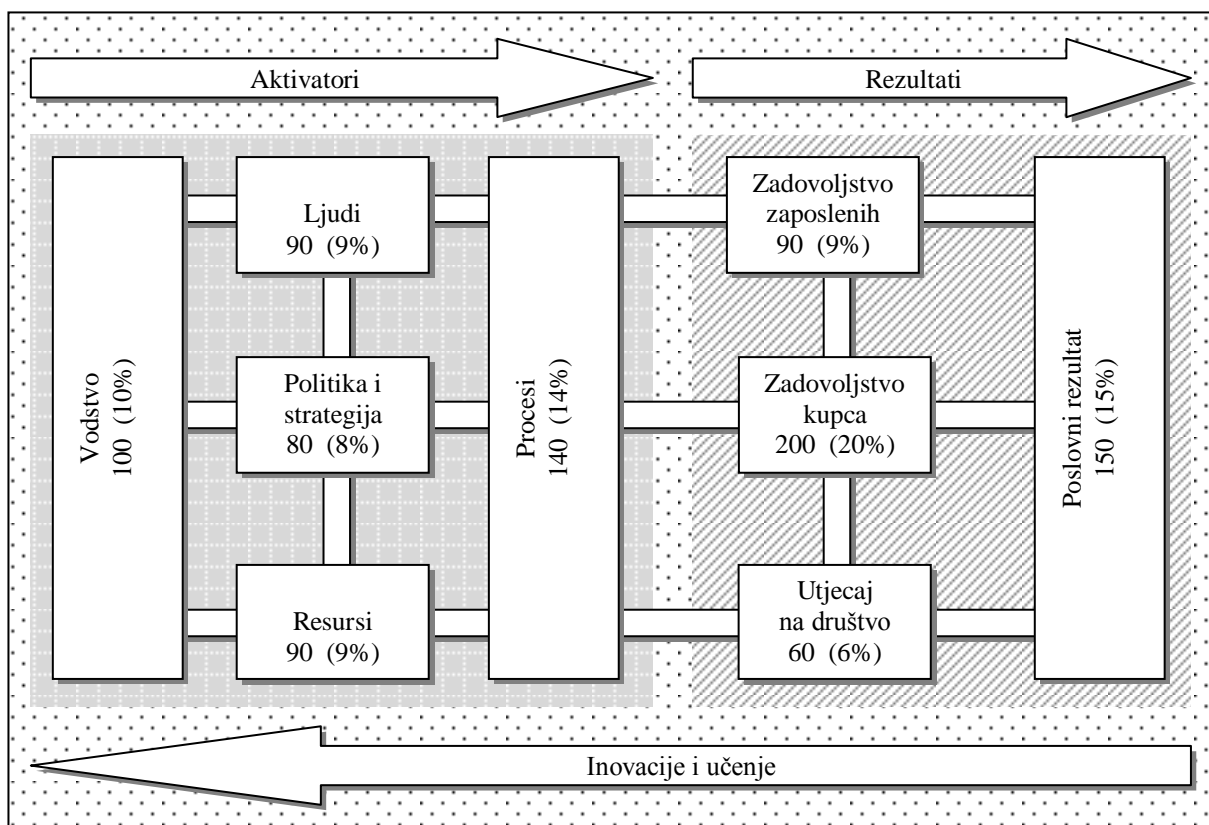 Aktivatori
Rezultati
Vodstvo
100 (10%)
Ljudi
90 (9%)
Politika i
strategija
80 (8%)
Resursi
90 (9%)
Procesi
140 (14%)
Zadovoljstvo
zaposlenih
90 (9%)
Zadovoljstvo
kupca
200 (20%)
Utjecaj
na društvo
60 (6%)
Poslovni rezultat
150 (15%)
Inovacije i učenje